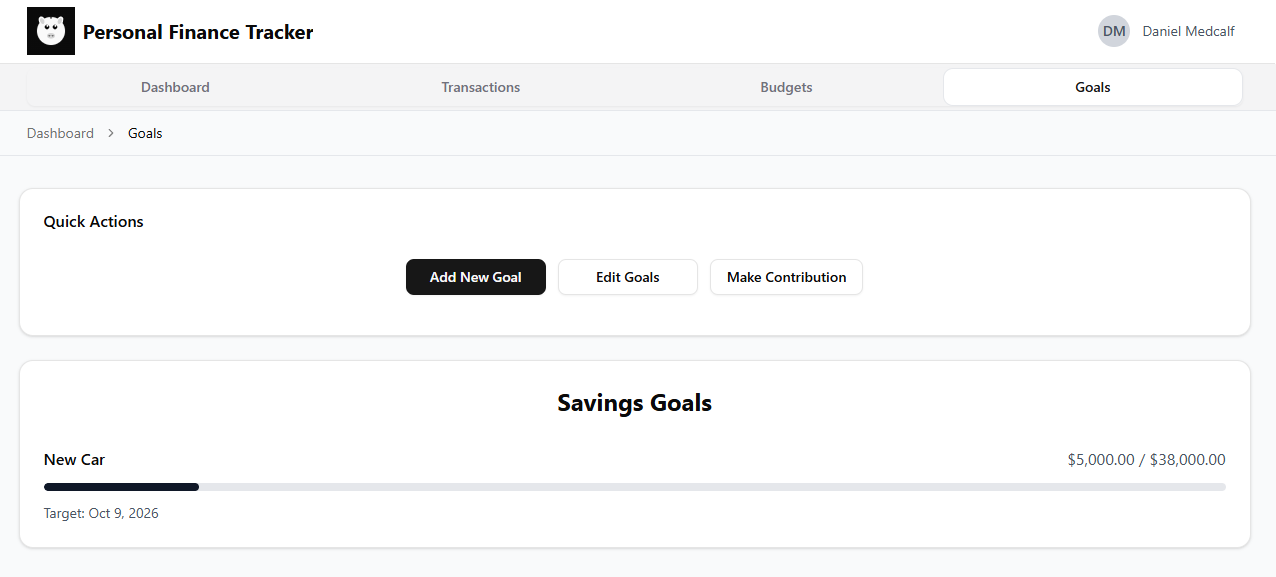 Personal Finance Tracker
DM Daniel Medcalf
Dashboard Transactions Budgets Goals
Dashboard > Goals
Quick Actions
Add New Goal Edit Goals Make Contribution
Savings Goals
New Car $5,000.00 / $38,000.00
Target: Oct 9, 2026